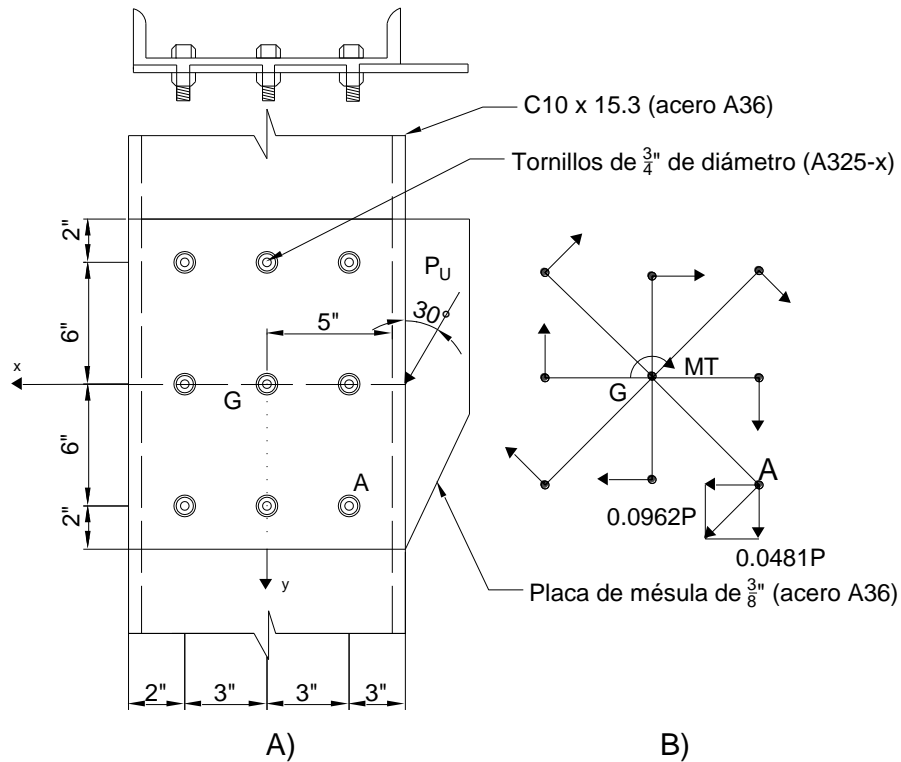 C10 x 15.3 (acero A36)
Tornillos de 3/4" de diámetro (A325-x)
2"
P_U
30
6"
5"
x
G
MT
G
6"
A
A
0.0962P
2"
0.0481P
y
Placa de mésula de 3/8" (acero A36)
2"
3"
3"
3"
A)
B)